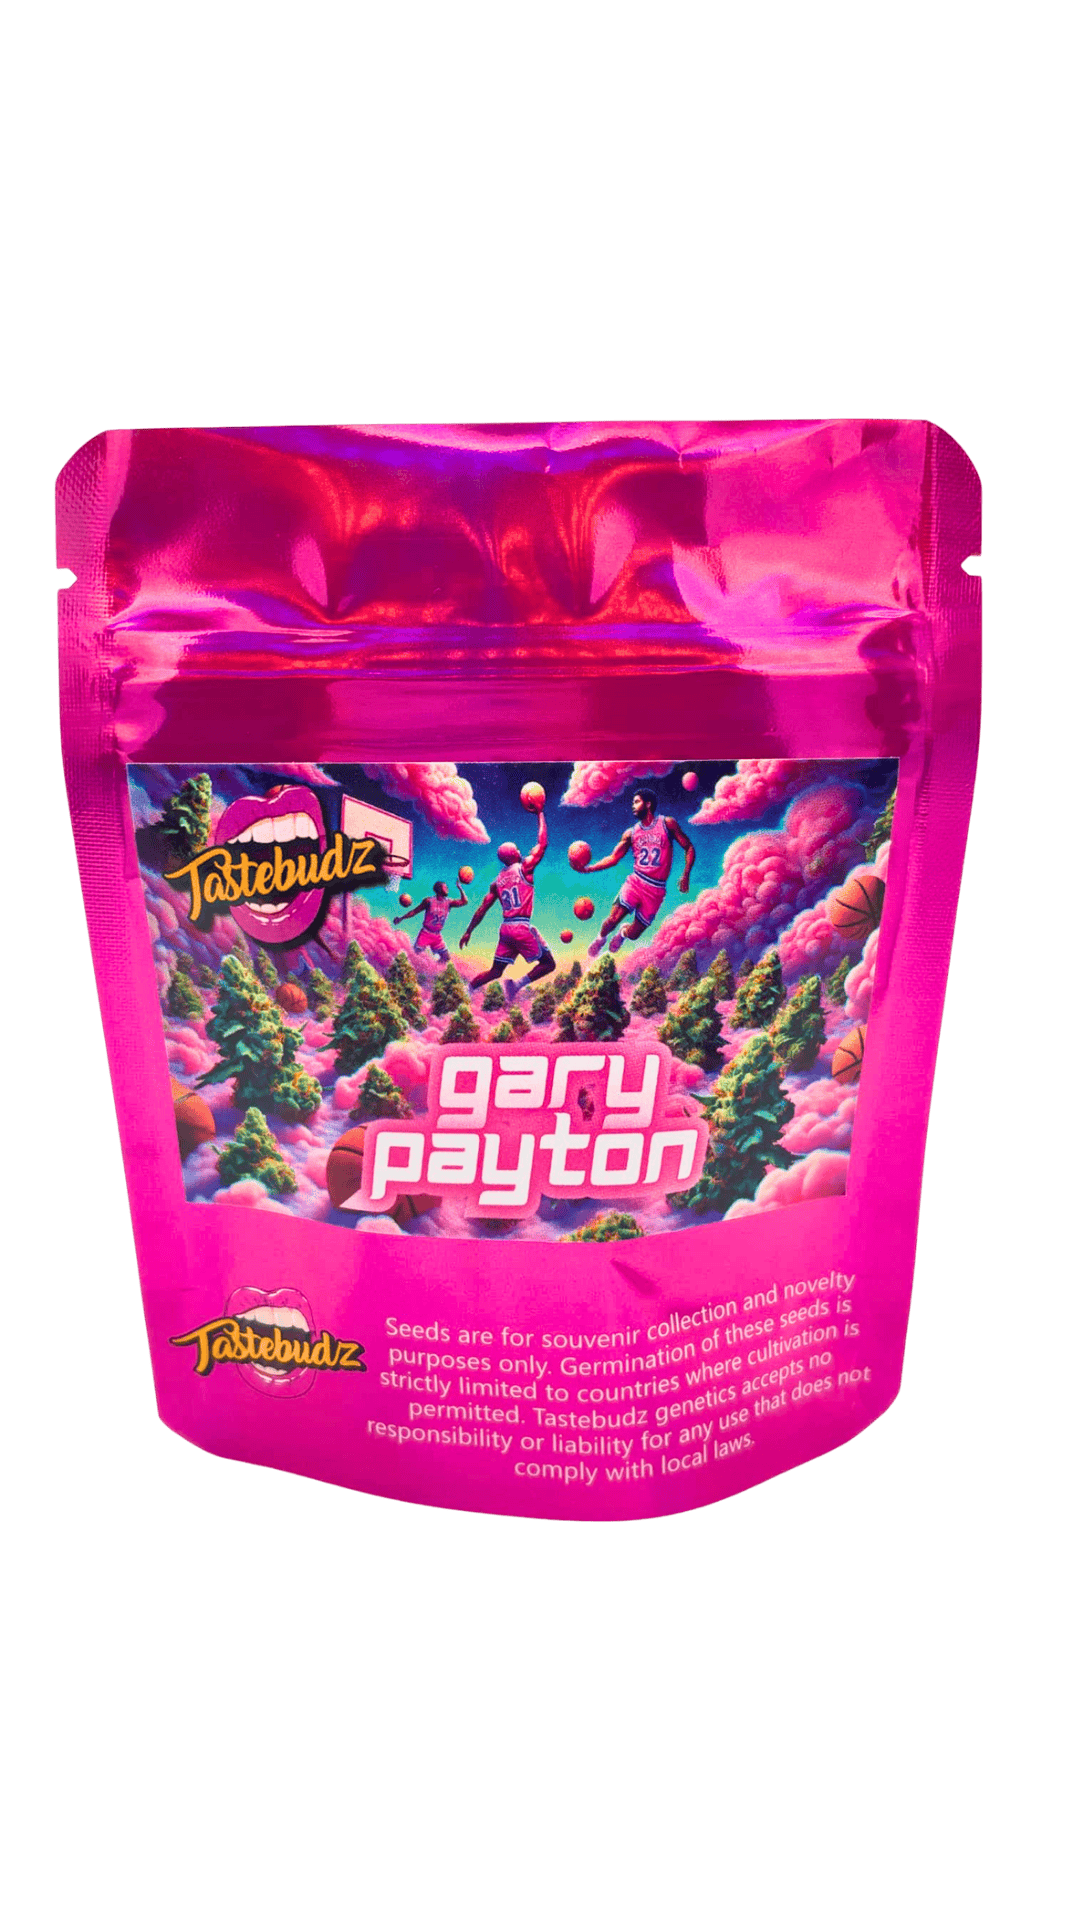 Tastebudz
22
31
gary
payton
Tastebudz
Seeds are for souvenir collection and novelty
purposes only. Germination of these seeds is
strictly limited to countries where cultivation is
permitted. Tastebudz genetics accepts no
responsibility or liability for any use that does not
comply with local laws.